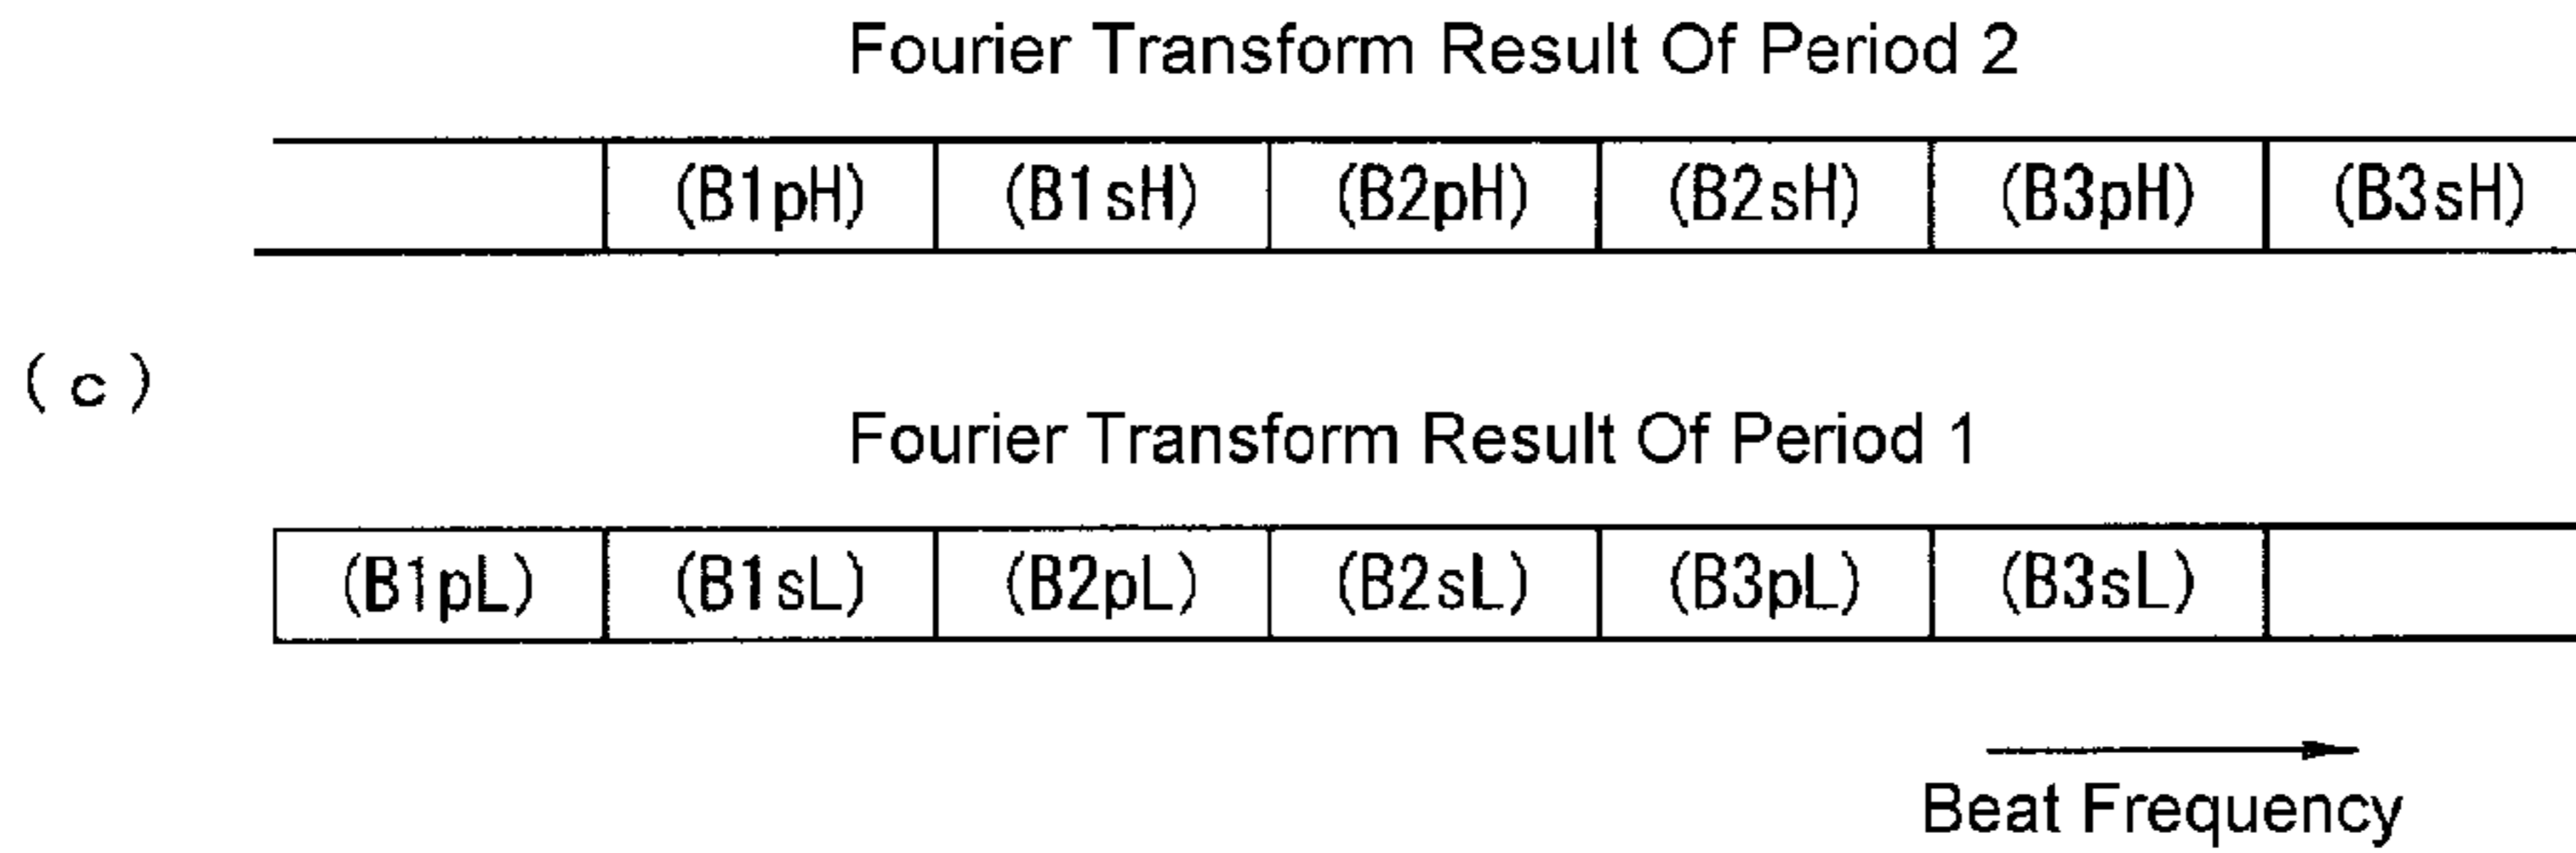 Fourier Transform Result Of Period 2
(B1pH) (B1sH) (B2pH) (B2sH) (B3pH) (B3sH)
(c)
Fourier Transform Result Of Period 1
(B1pL) (B1sL) (B2pL) (B2sL) (B3pL) (B3sL)
Beat Frequency